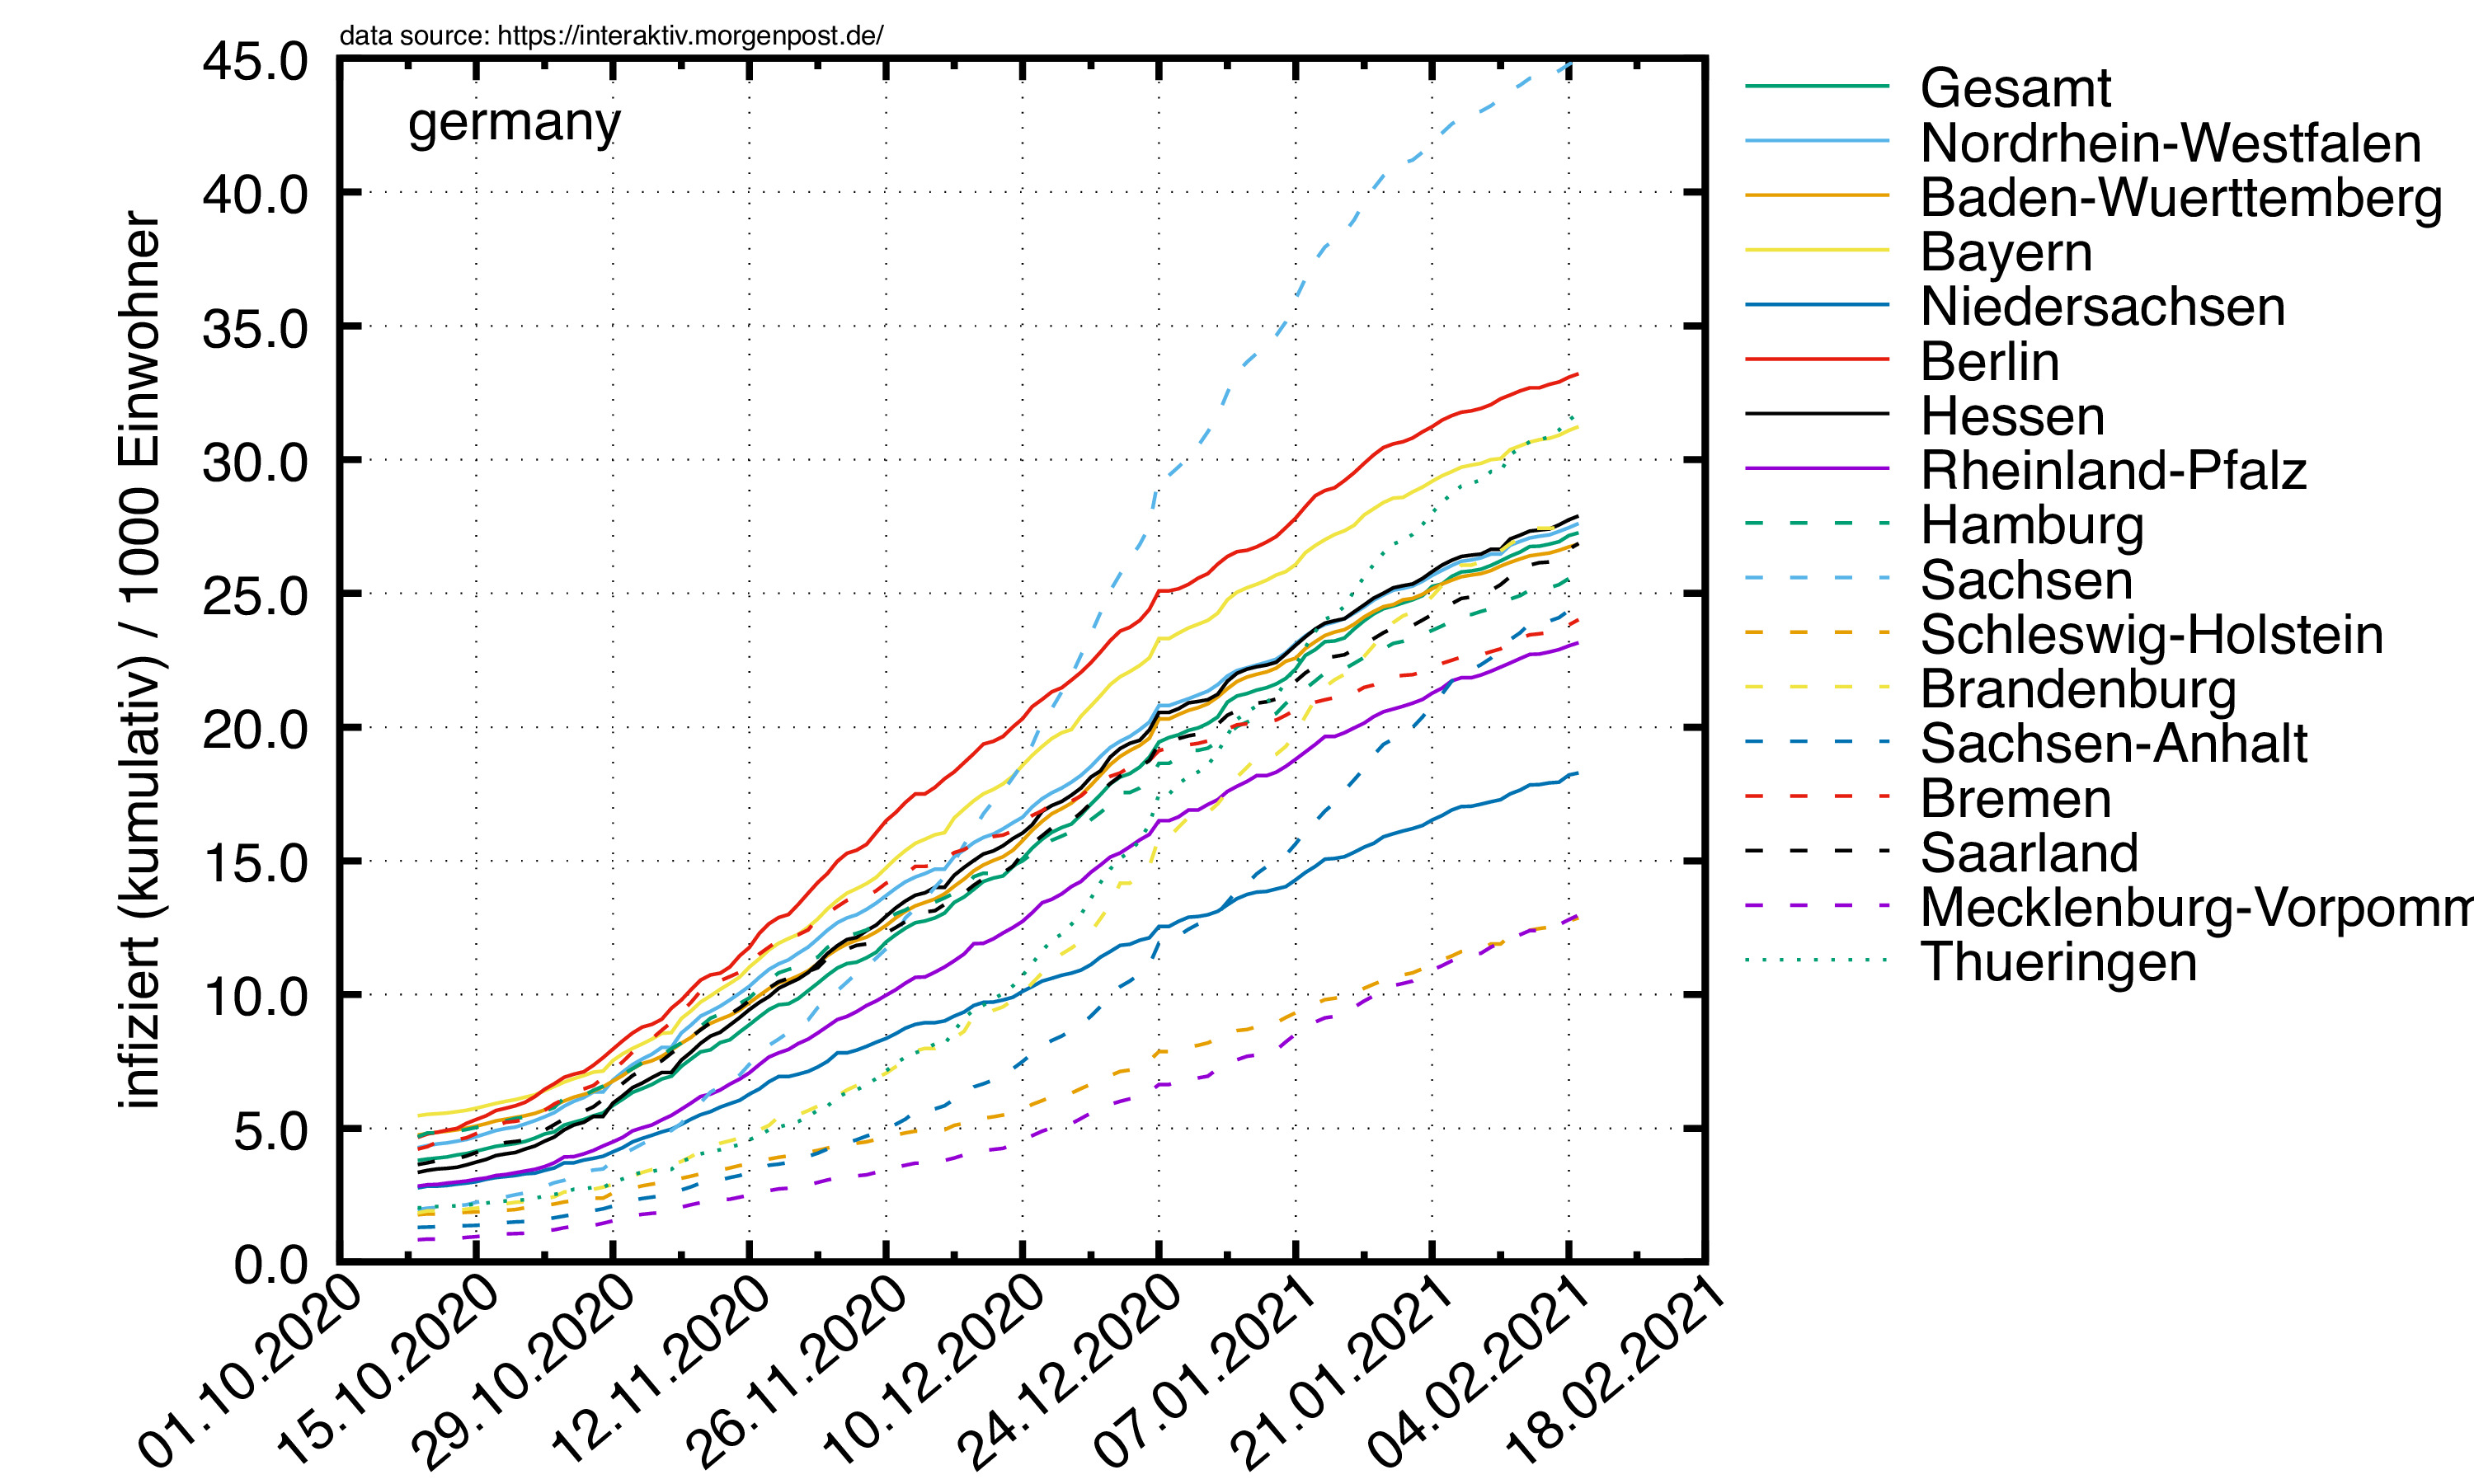 data source: https://interaktiv.morgenpost.de/
germany
infiziert (kumulativ) / 1000 Einwohner
45.0
40.0
35.0
30.0
25.0
20.0
15.0
10.0
5.0
0.0
01.10.2020
15.10.2020
29.10.2020
12.11.2020
26.11.2020
10.12.2020
24.12.2020
07.01.2021
21.01.2021
04.02.2021
18.02.2021
Gesamt
Nordrhein-Westfalen
Baden-Wuerttemberg
Bayern
Niedersachsen
Berlin
Hessen
Rheinland-Pfalz
Hamburg
Sachsen
Schleswig-Holstein
Brandenburg
Sachsen-Anhalt
Bremen
Saarland
Mecklenburg-Vorpomm
Thueringen